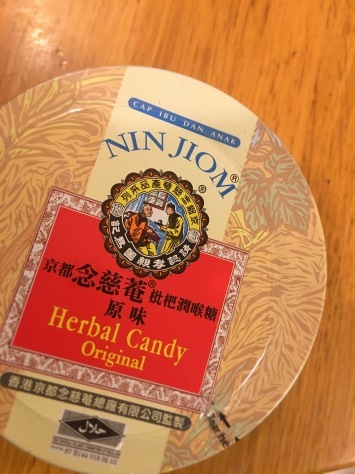 CAP IBU DAN ANAK
NIN JIOM®
京都念慈菴® 枇杷潤喉糖
原味
Herbal Candy
Original
香港京都念慈菴總廠有限公司監製
حلال